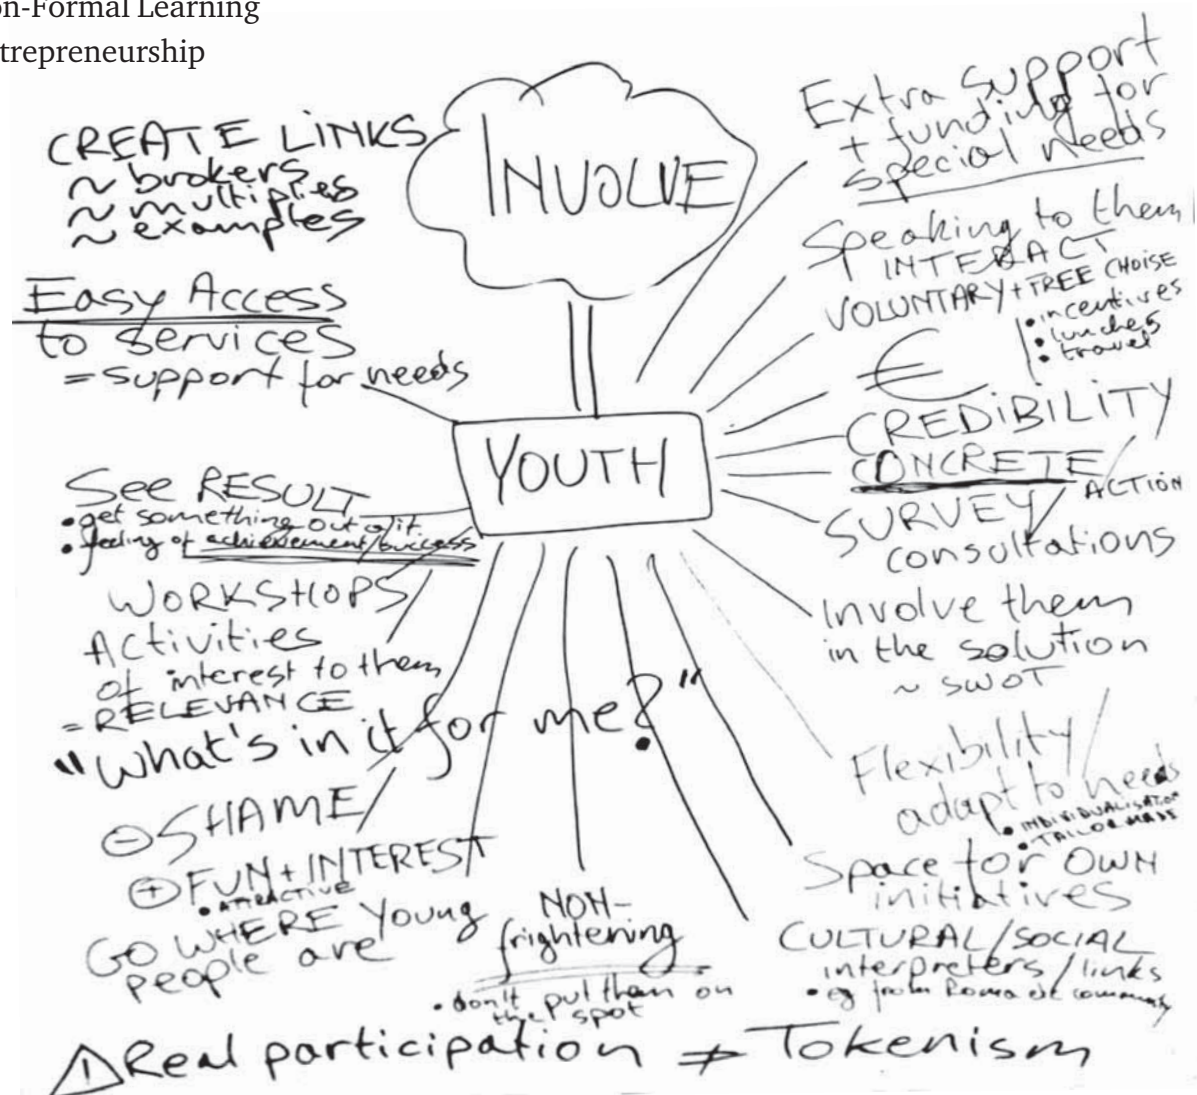 on-Formal Learning
trepreneurship
INVOLVE
YOUTH
CREATE LINKS
~ brokers
~ multiplies
~ examples
Easy Access
to services
= support for needs
See RESULT
• get something out of it
• feeling of achievement/success
WORKSHOPS
Activities
of interest to them
= RELEVANCE
"What's in it for me?"
⊖ SHAME
⊕ FUN + INTEREST
• ATTRACTIVE
GO WHERE Young
people are
NON-
frightening
• don't put them on
the spot
Extra support
+ funding for
special needs
Speaking to them
INTERACT
VOLUNTARY + TREE CHOISE
• incentives
• lunches
• travel
€
CREDIBILITY
CONCRETE/
ACTION
SURVEY/
consultations
Involve them
in the solution
~ SWOT
Flexibility/
adapt to needs
• INDIVIDUALISATION
• TAILORMADE
Space for OWN
initiatives
CULTURAL/SOCIAL
interpreters/links
• eg from Roma etc community
⚠ Real participation ≠ Tokenism